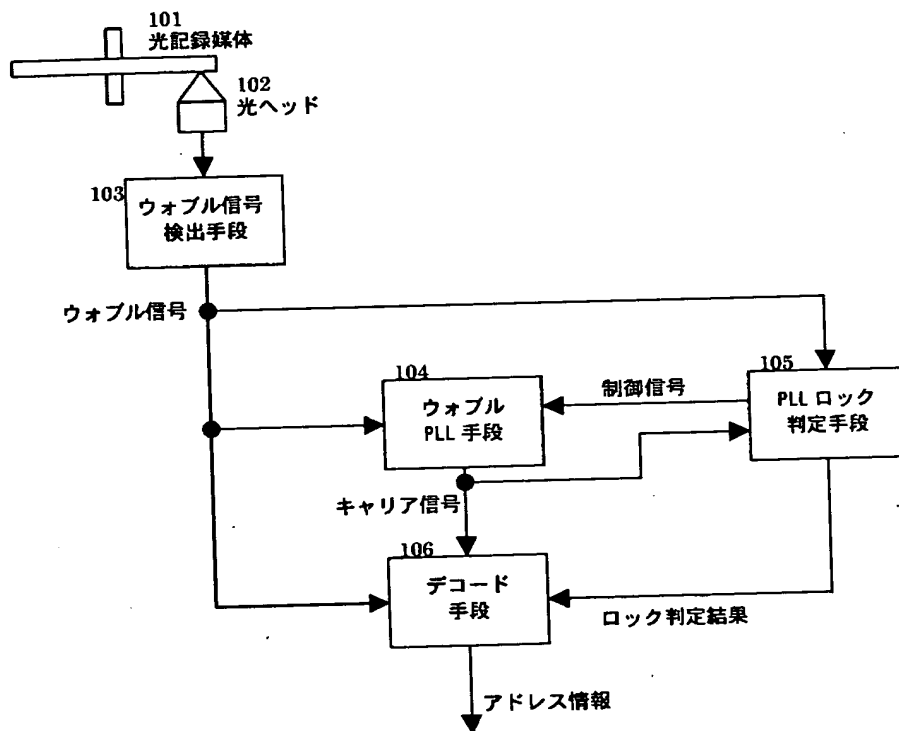 101
光記録媒体
102
光ヘッド
103
ウォブル信号
検出手段
ウォブル信号
104
ウォブル
PLL 手段
制御信号
105
PLL ロック
判定手段
キャリア信号
106
デコード
手段
ロック判定結果
アドレス情報